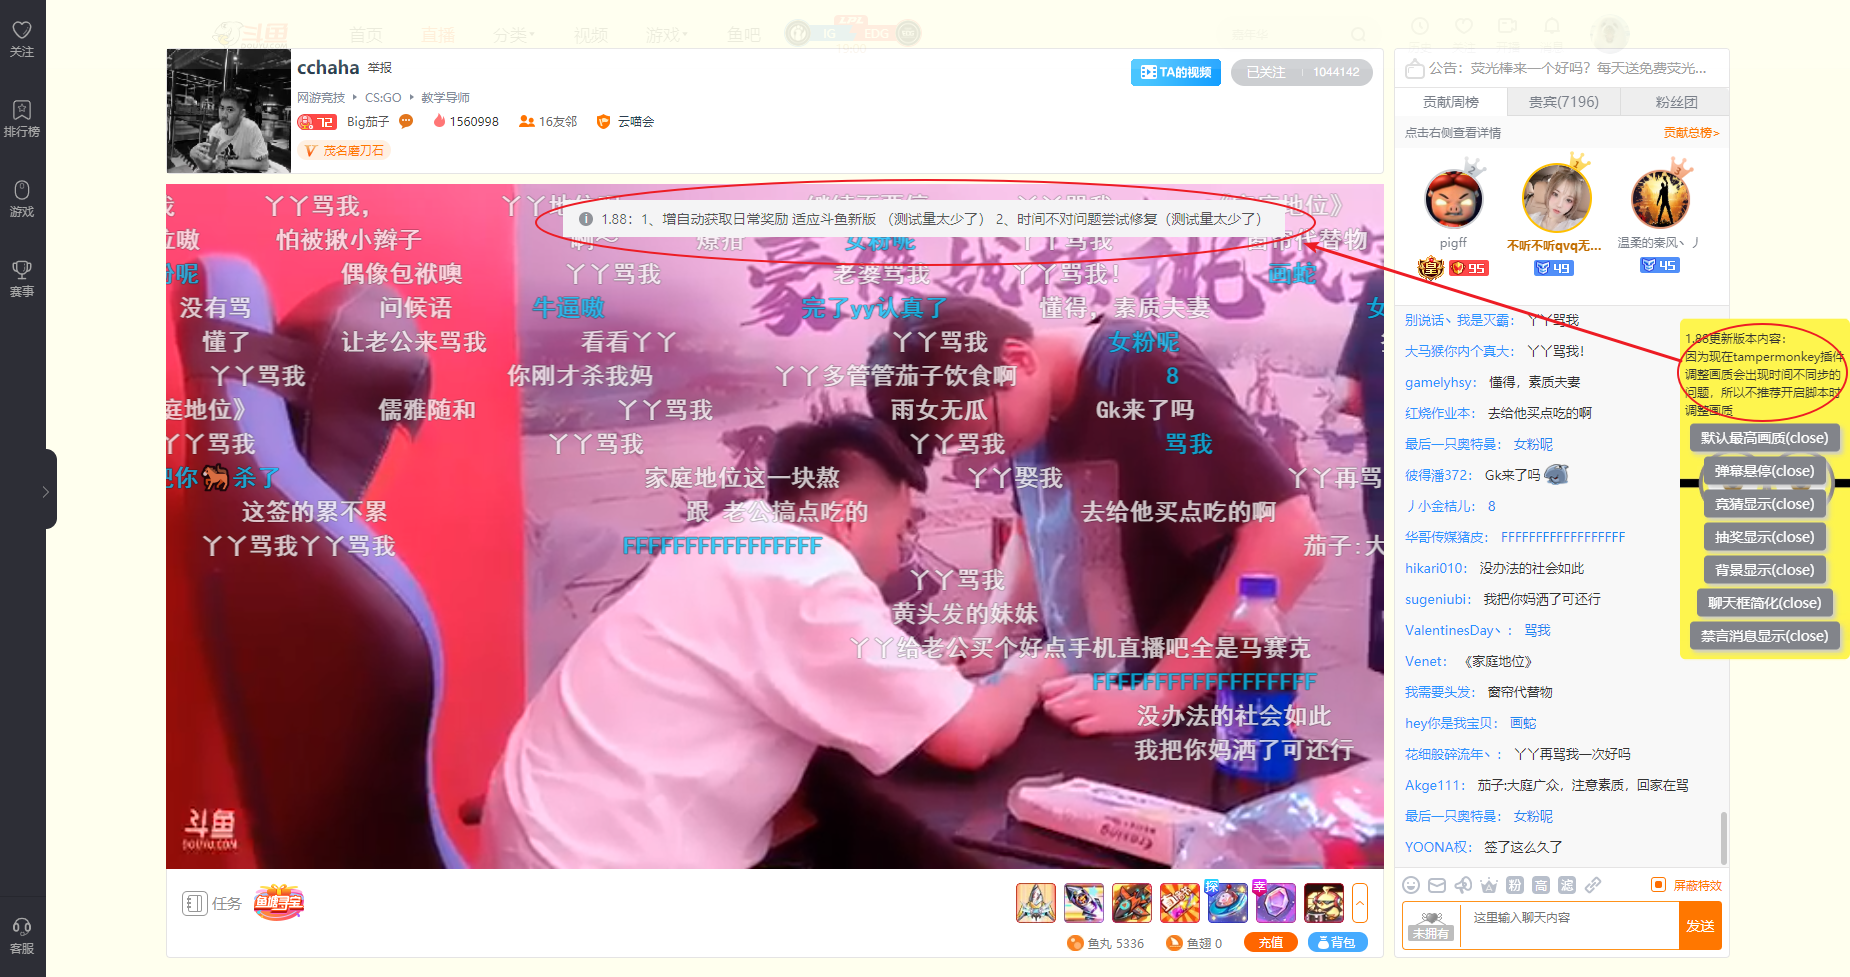 斗鱼
首页
直播
分类
视频
游戏
鱼吧
IG
LPL
EDG
关注
排行榜
游戏
赛事
客服
cchaha 举报
TA的视频
已关注 1044142
网游竞技 CS:GO 教学导师
72 Big茄子 1560998 16友邻 云喵会
茂名磨刀石
1.88：1、增自动获取日常奖励 适应斗鱼新版 （测试量太少了） 2、时间不对问题尝试修复（测试量太少了）
丫丫骂我，
怕被揪小辫子
女粉呢
窗帘代替物
偶像包袱噢
丫丫骂我
老婆骂我
丫丫骂我！
画蛇
没有骂
问候语
牛逼嗷
完了yy认真了
懂得，素质夫妻
懂了
让老公来骂我
看看丫丫
丫丫骂我
女粉呢
丫丫骂我
你刚才杀我妈
丫丫多管管茄子饮食啊
8
庭地位》
儒雅随和
丫丫骂我
雨女无瓜
Gk来了吗
丫丫骂我
丫丫骂我
丫丫骂我
骂我
把你 杀了
家庭地位这一块熬
丫丫娶我
丫丫再骂
这签的累不累
跟 老公搞点吃的
去给他买点吃的啊
丫丫骂我丫丫骂我
FFFFFFFFFFFFFFFF
茄子:大
丫丫骂我
黄头发的妹妹
丫丫给老公买个好点手机直播吧全是马赛克
FFFFFFFFFFFFFFFFFF
没办法的社会如此
我把你妈洒了可还行
斗鱼
DOUYU.COM
任务
鱼塘寻宝
探
幸
鱼丸 5336
鱼翅 0
充值
背包
公告：荧光棒来一个好吗？每天送免费荧光...
贡献周榜
贵宾(7196)
粉丝团
点击右侧查看详情
贡献总榜>
pigff
95
不听不听qvq无...
49
温柔的秦风丶丿
45
别说话丶我是灭霸： 丫丫骂我
大马猴你内个真大： 丫丫骂我！
gamelyhsy： 懂得，素质夫妻
红烧作业本： 去给他买点吃的啊
最后一只奥特曼： 女粉呢
彼得潘372： Gk来了吗
丿小金桔儿： 8
华哥传媒猪皮： FFFFFFFFFFFFFFFFFF
hikari010： 没办法的社会如此
sugeniubi： 我把你妈洒了可还行
ValentinesDay丶： 骂我
Venet： 《家庭地位》
我需要头发： 窗帘代替物
hey你是我宝贝： 画蛇
花细般碎流年丶： 丫丫再骂我一次好吗
Akge111： 茄子:大庭广众，注意素质，回家在骂
最后一只奥特曼： 女粉呢
YOONA权： 签了这么久了
粉 高 滤
屏蔽特效
未拥有
这里输入聊天内容
发送
1.88更新版本内容：
因为现在tampermonkey插件
调整画质会出现时间不同步的
问题，所以不推荐开启脚本时
调整画质
默认最高画质(close)
弹幕悬停(close)
竞猜显示(close)
抽奖显示(close)
背景显示(close)
聊天框简化(close)
禁言消息显示(close)